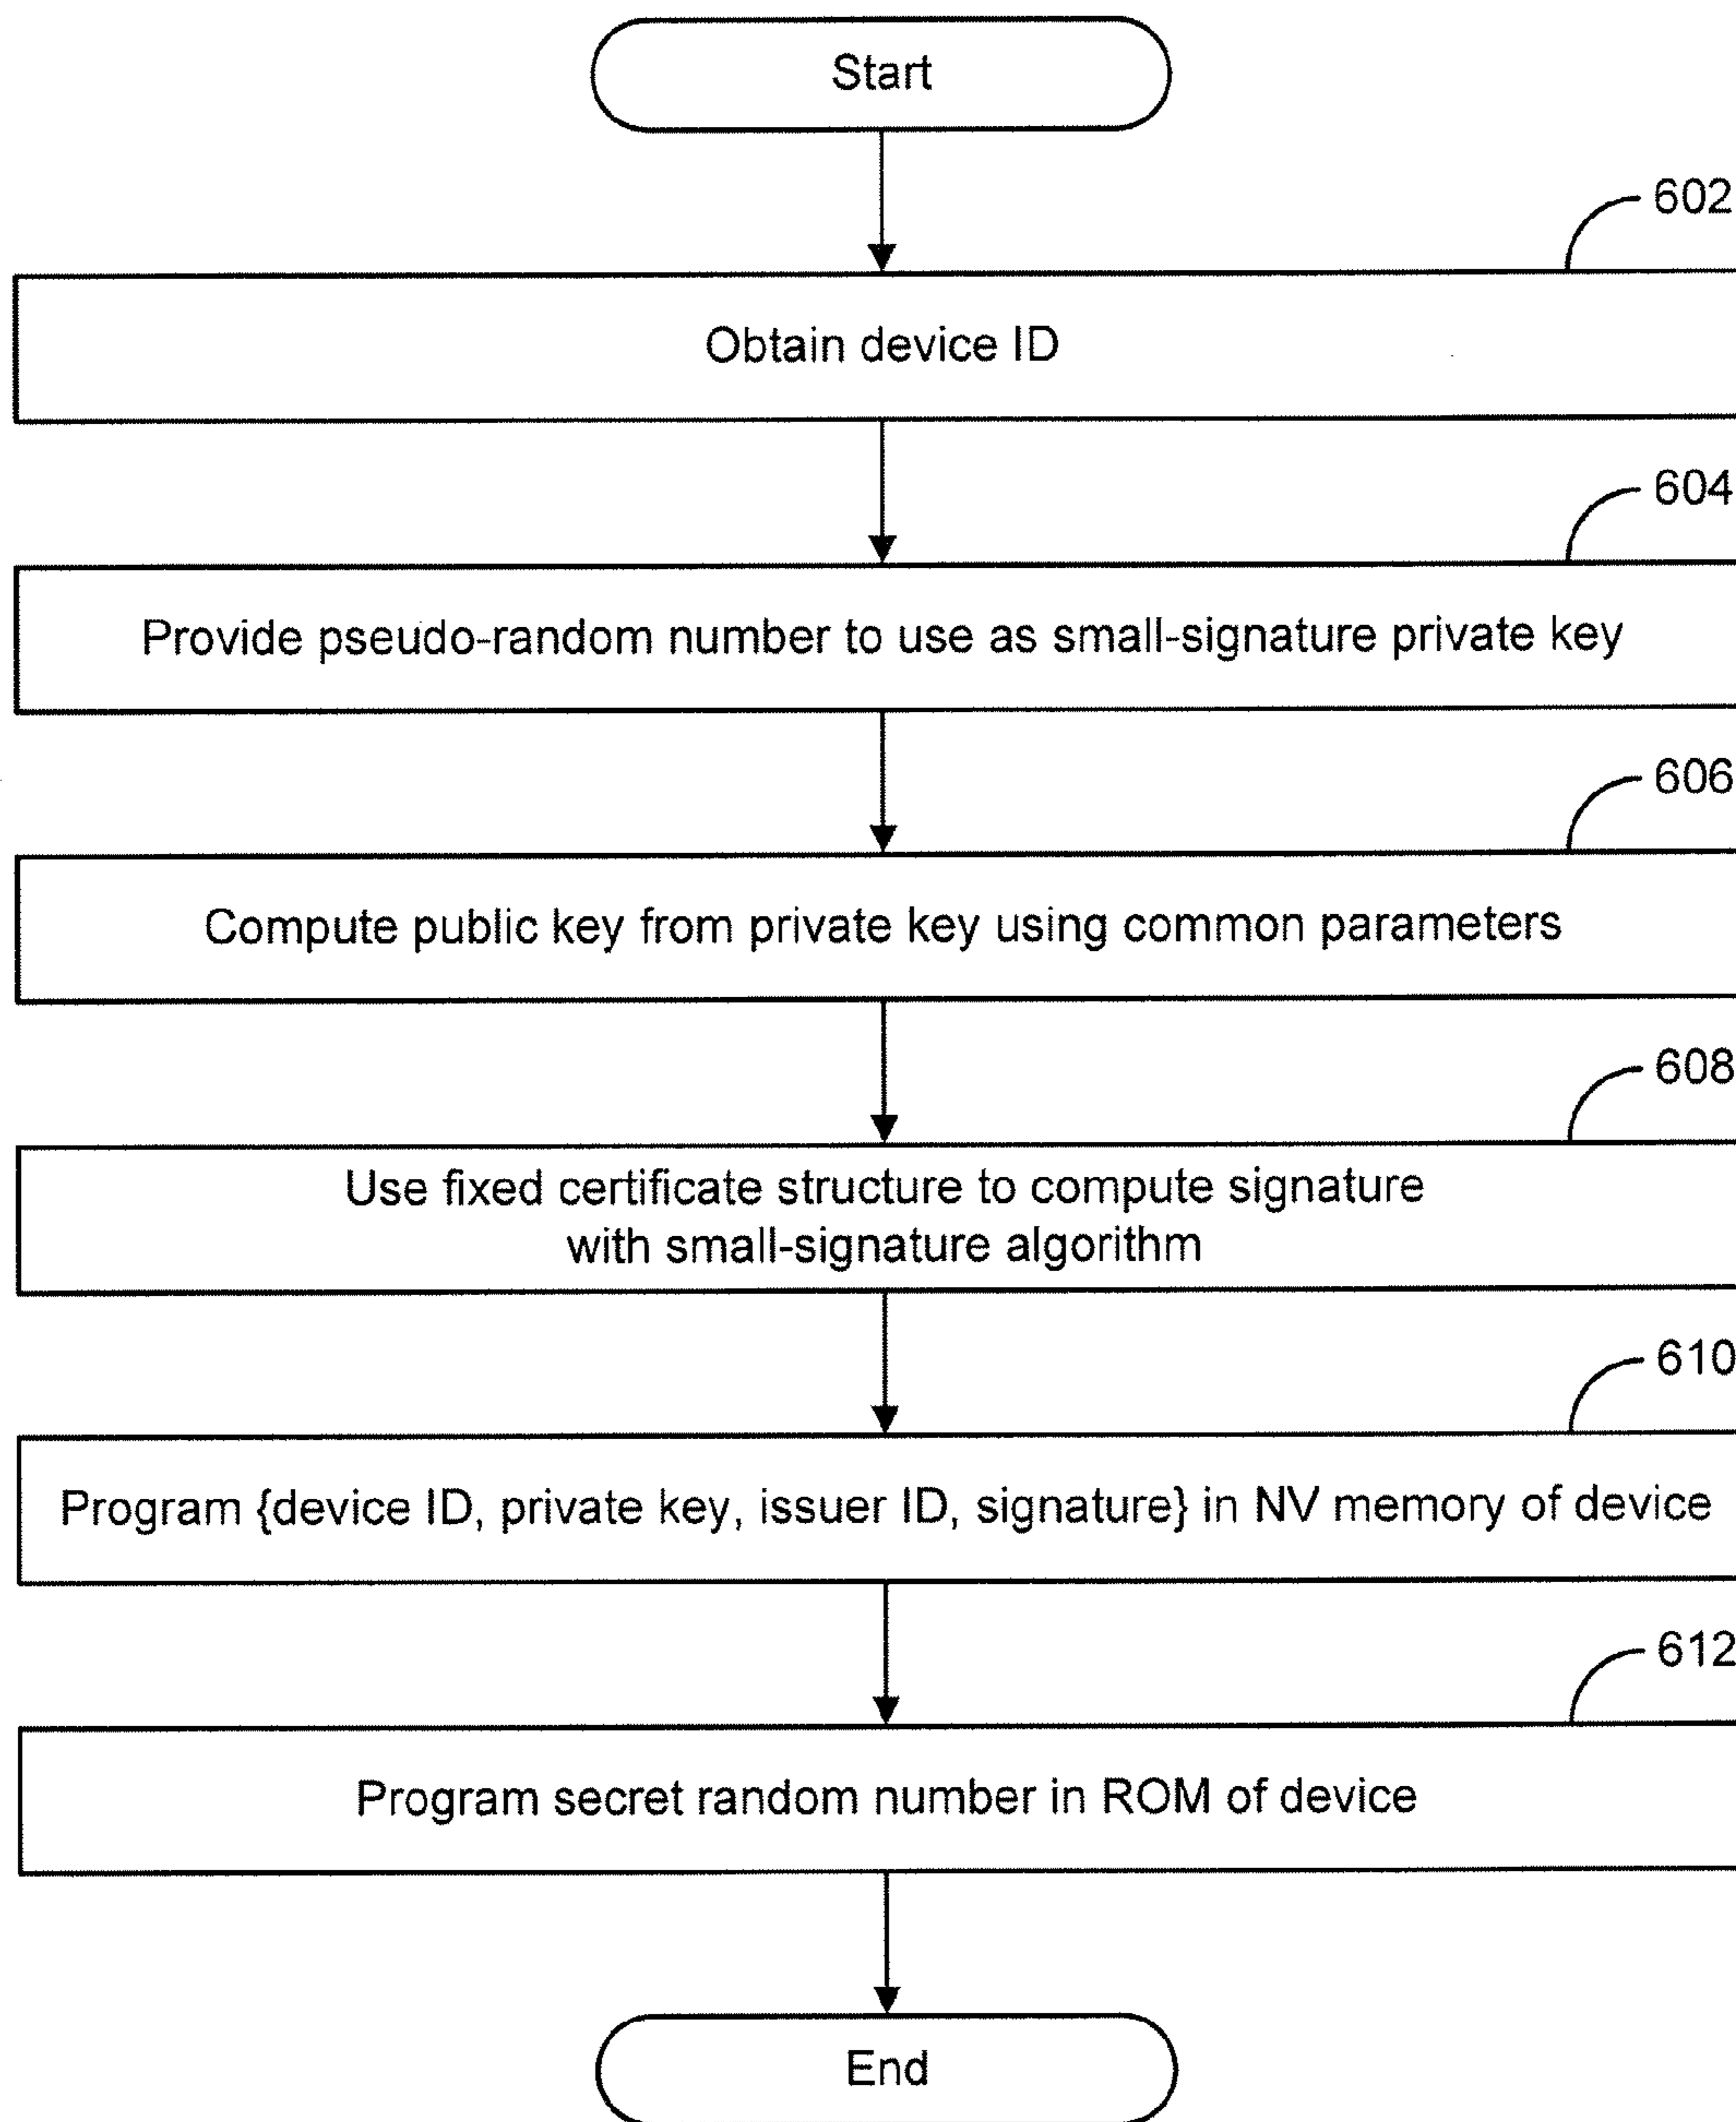 Start
602
Obtain device ID
604
Provide pseudo-random number to use as small-signature private key
606
Compute public key from private key using common parameters
608
Use fixed certificate structure to compute signature
with small-signature algorithm
610
Program {device ID, private key, issuer ID, signature} in NV memory of device
612
Program secret random number in ROM of device
End